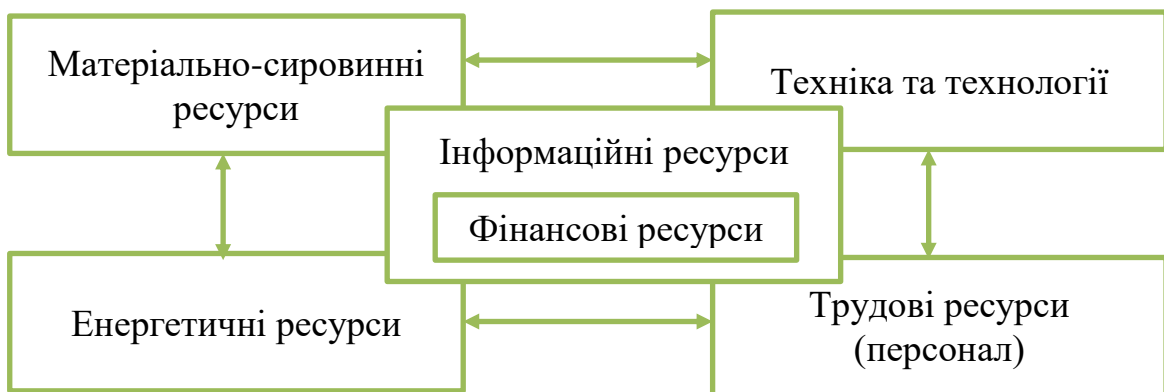 Матеріально-сировинні
ресурси
Техніка та технології
Інформаційні ресурси
Фінансові ресурси
Енергетичні ресурси
Трудові ресурси
(персонал)